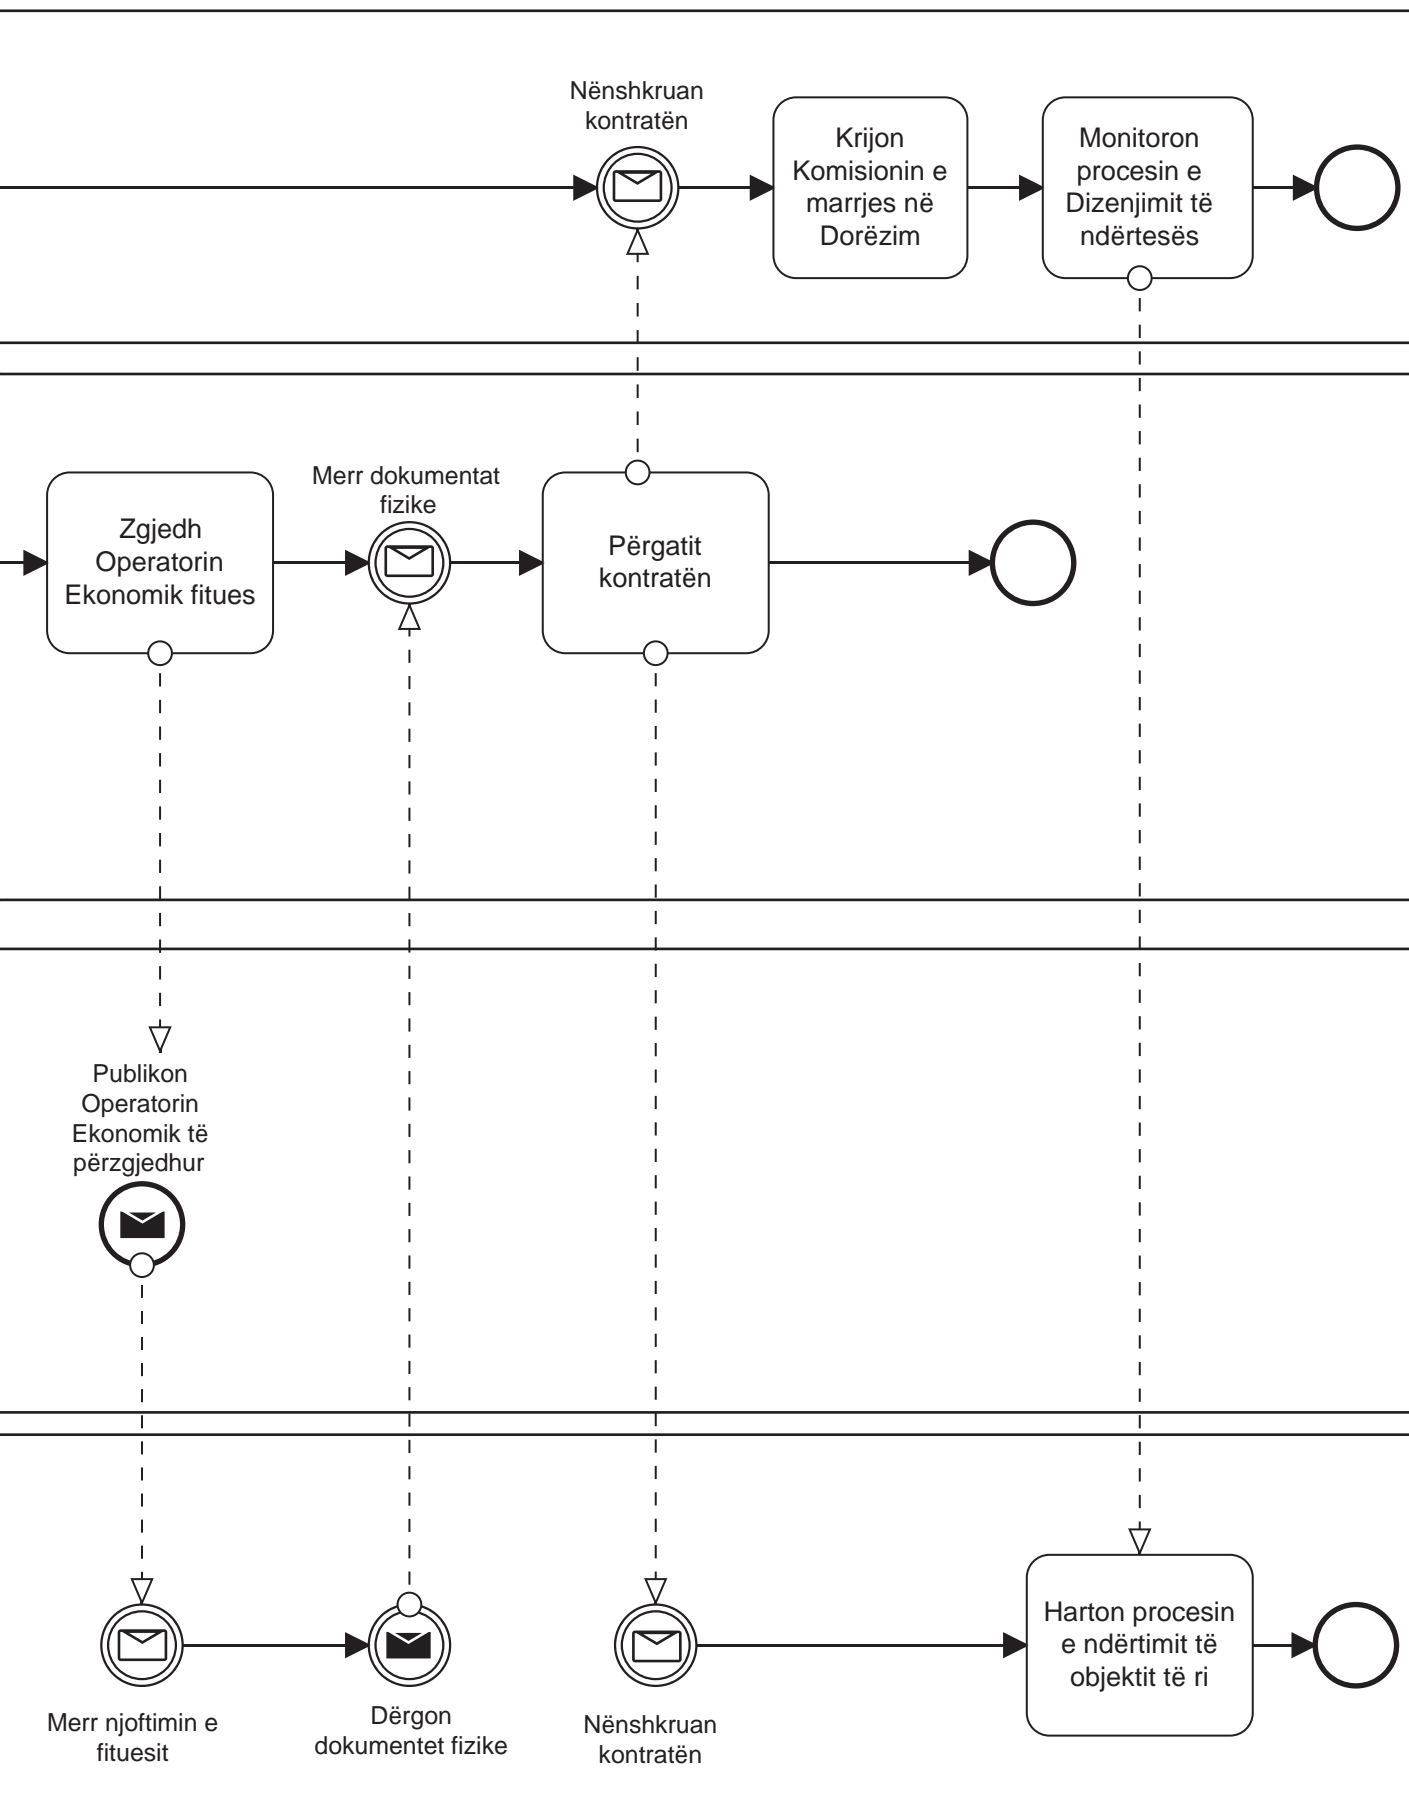 Nënshkruan
kontratën
Krijon
Komisionin e
marrjes në
Dorëzim
Monitoron
procesin e
Dizenjimit të
ndërtesës
Zgjedh
Operatorin
Ekonomik fitues
Merr dokumentat
fizike
Përgatit
kontratën
Publikon
Operatorin
Ekonomik të
përzgjedhur
Merr njoftimin e
fituesit
Dërgon
dokumentet fizike
Nënshkruan
kontratën
Harton procesin
e ndërtimit të
objektit të ri